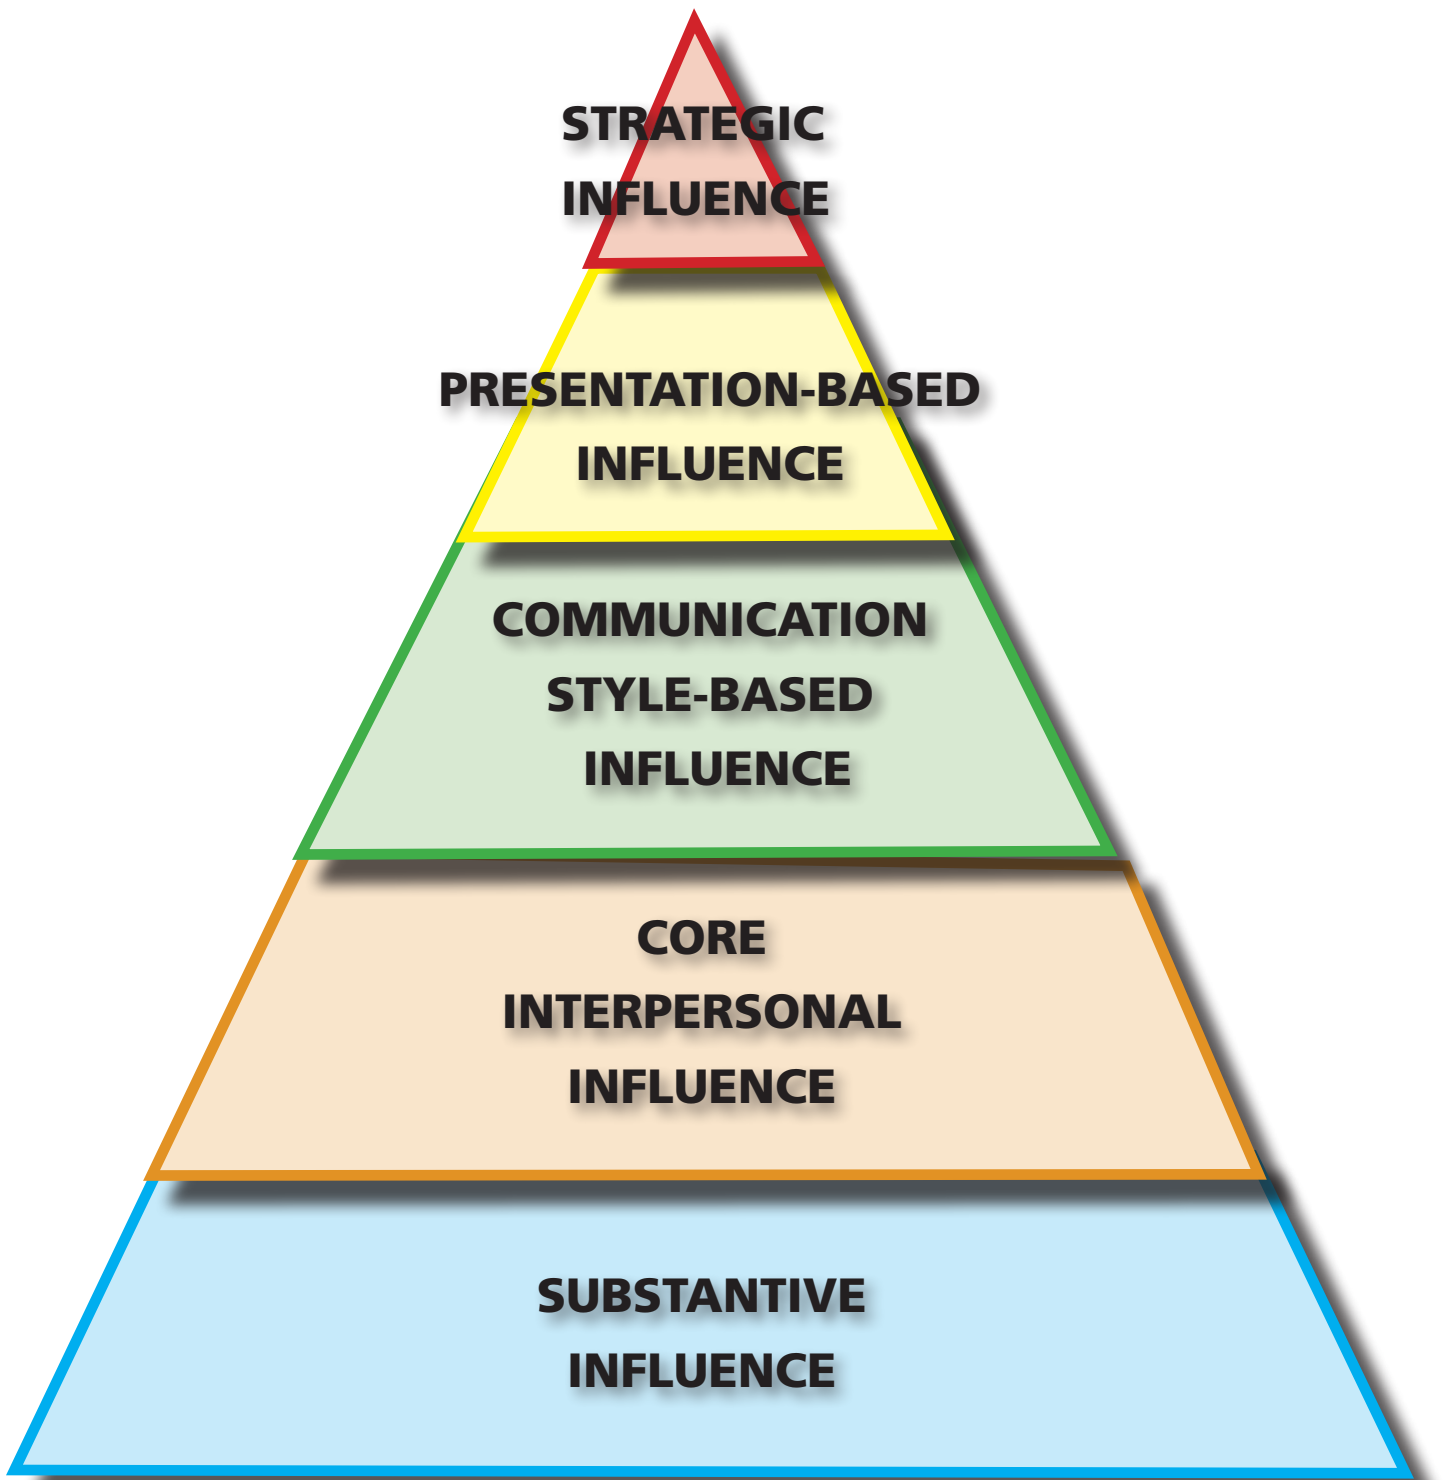 STRATEGIC
INFLUENCE
PRESENTATION-BASED
INFLUENCE
COMMUNICATION
STYLE-BASED
INFLUENCE
CORE
INTERPERSONAL
INFLUENCE
SUBSTANTIVE
INFLUENCE